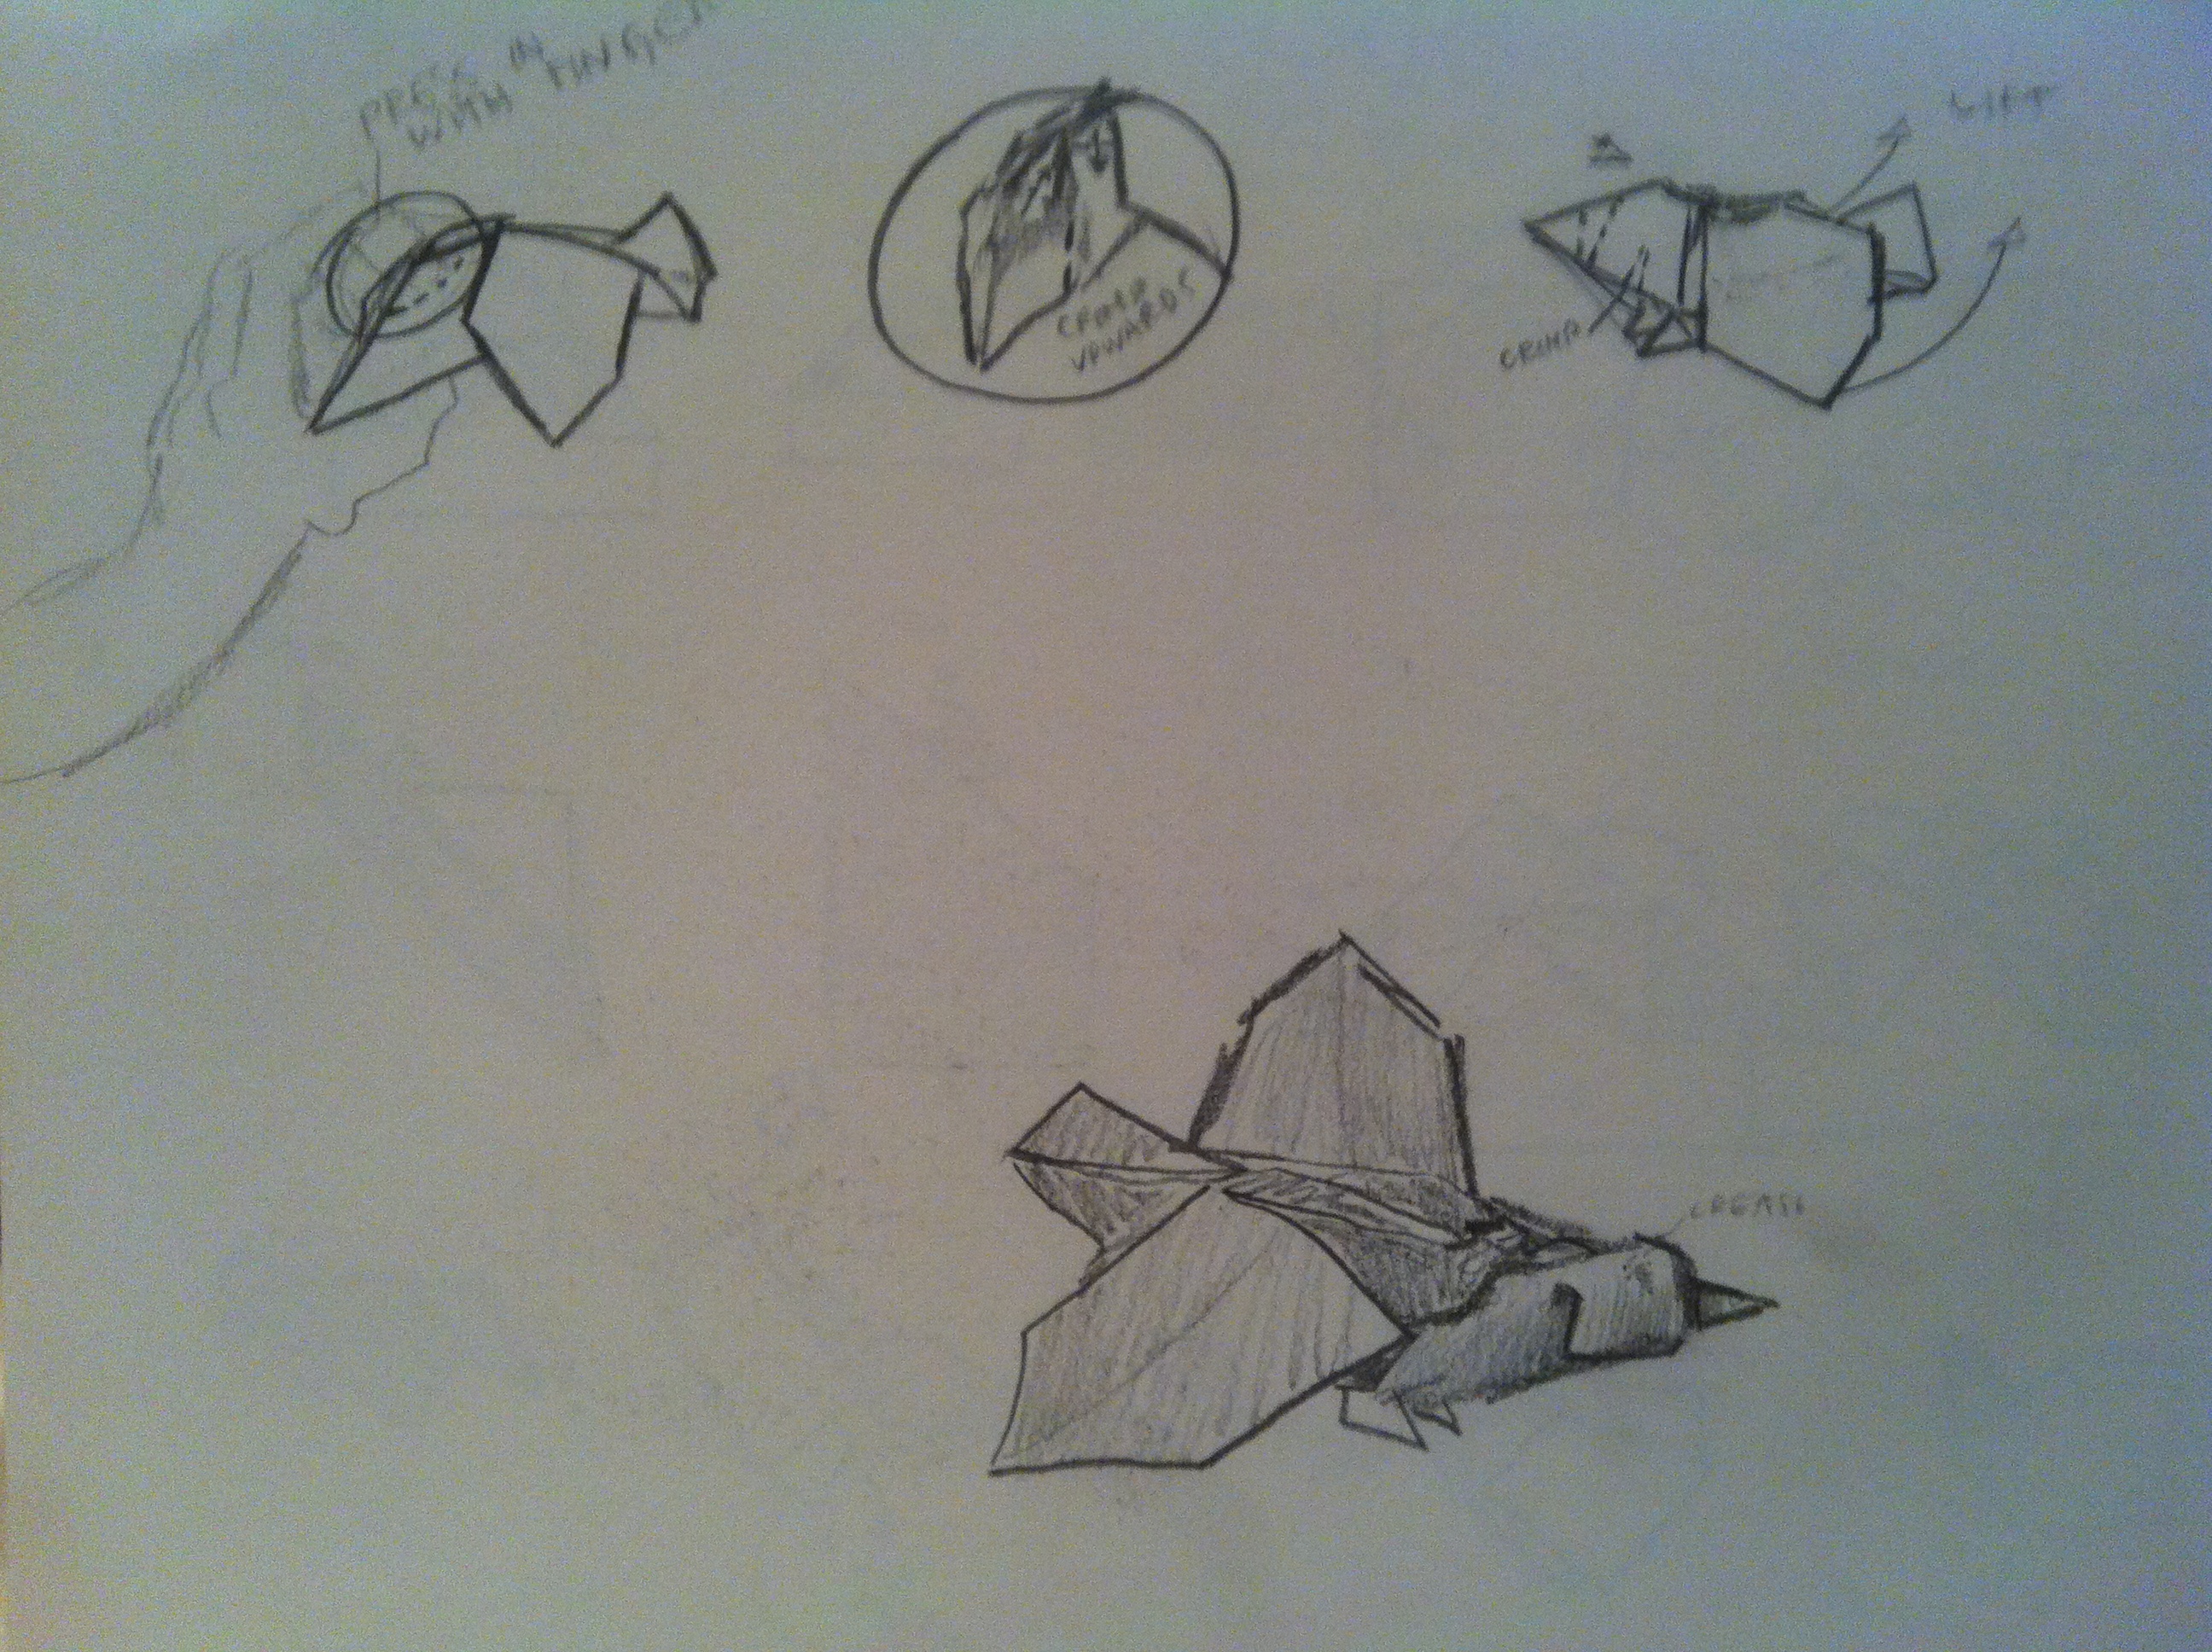 PRESS IN
WITH FINGER
CRIMP
UPWARDS
LIFT
CRIMP
CREASE